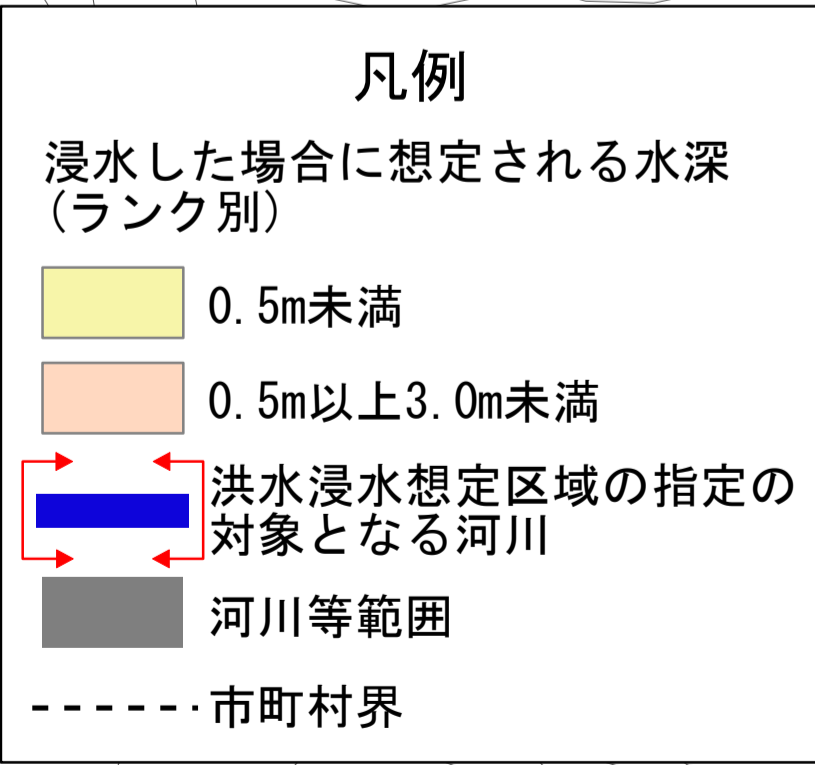 凡例
浸水した場合に想定される水深
(ランク別)
0.5m未満
0.5m以上3.0m未満
洪水浸水想定区域の指定の
対象となる河川
河川等範囲
市町村界